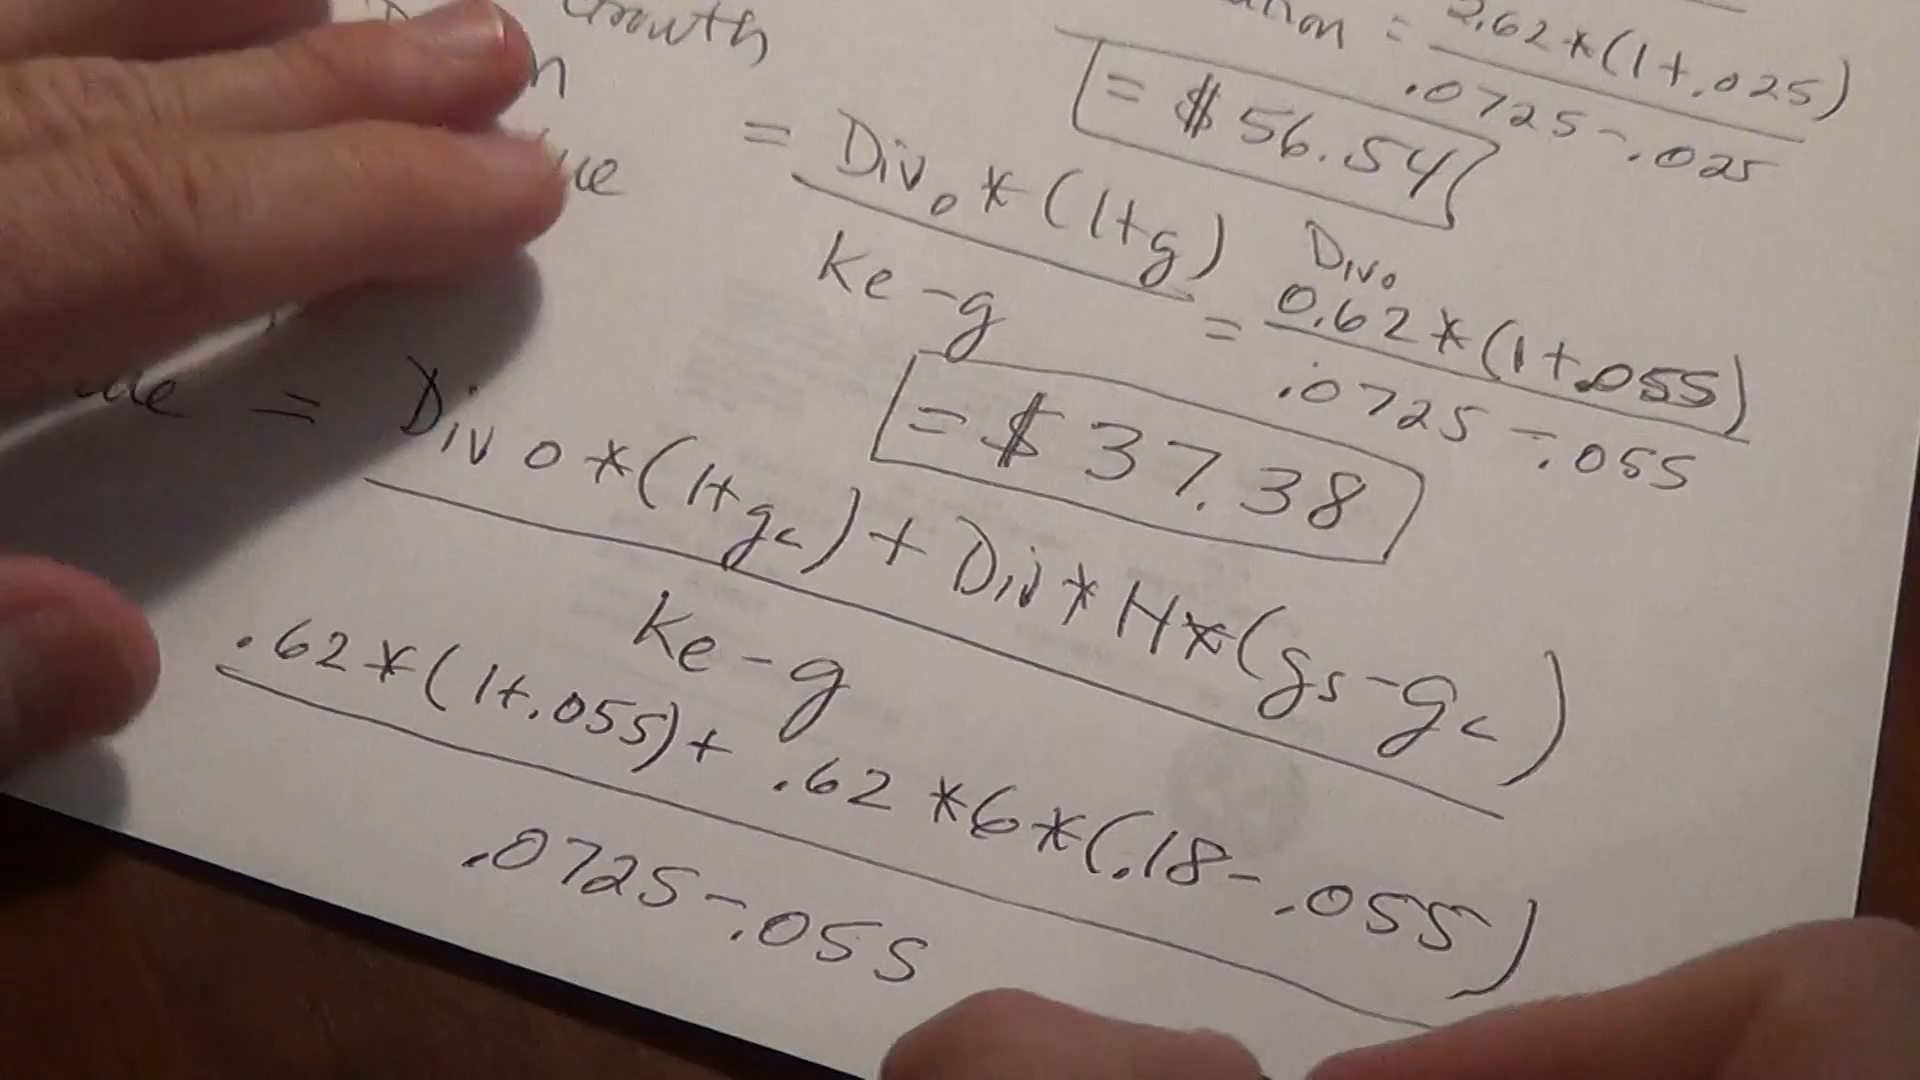 Growth
= 2.62*(1+.025)
.0725-.025
= $56.54
= Div0*(1+g)
Ke-g
Div0
= 0.62*(1+.055)
.0725-.055
= $37.38
= Div0*(1+gL)+Div*H*(gs-gL)
Ke-g
.62*(1+.055)+.62*6*(.18-.055)
.0725-.055